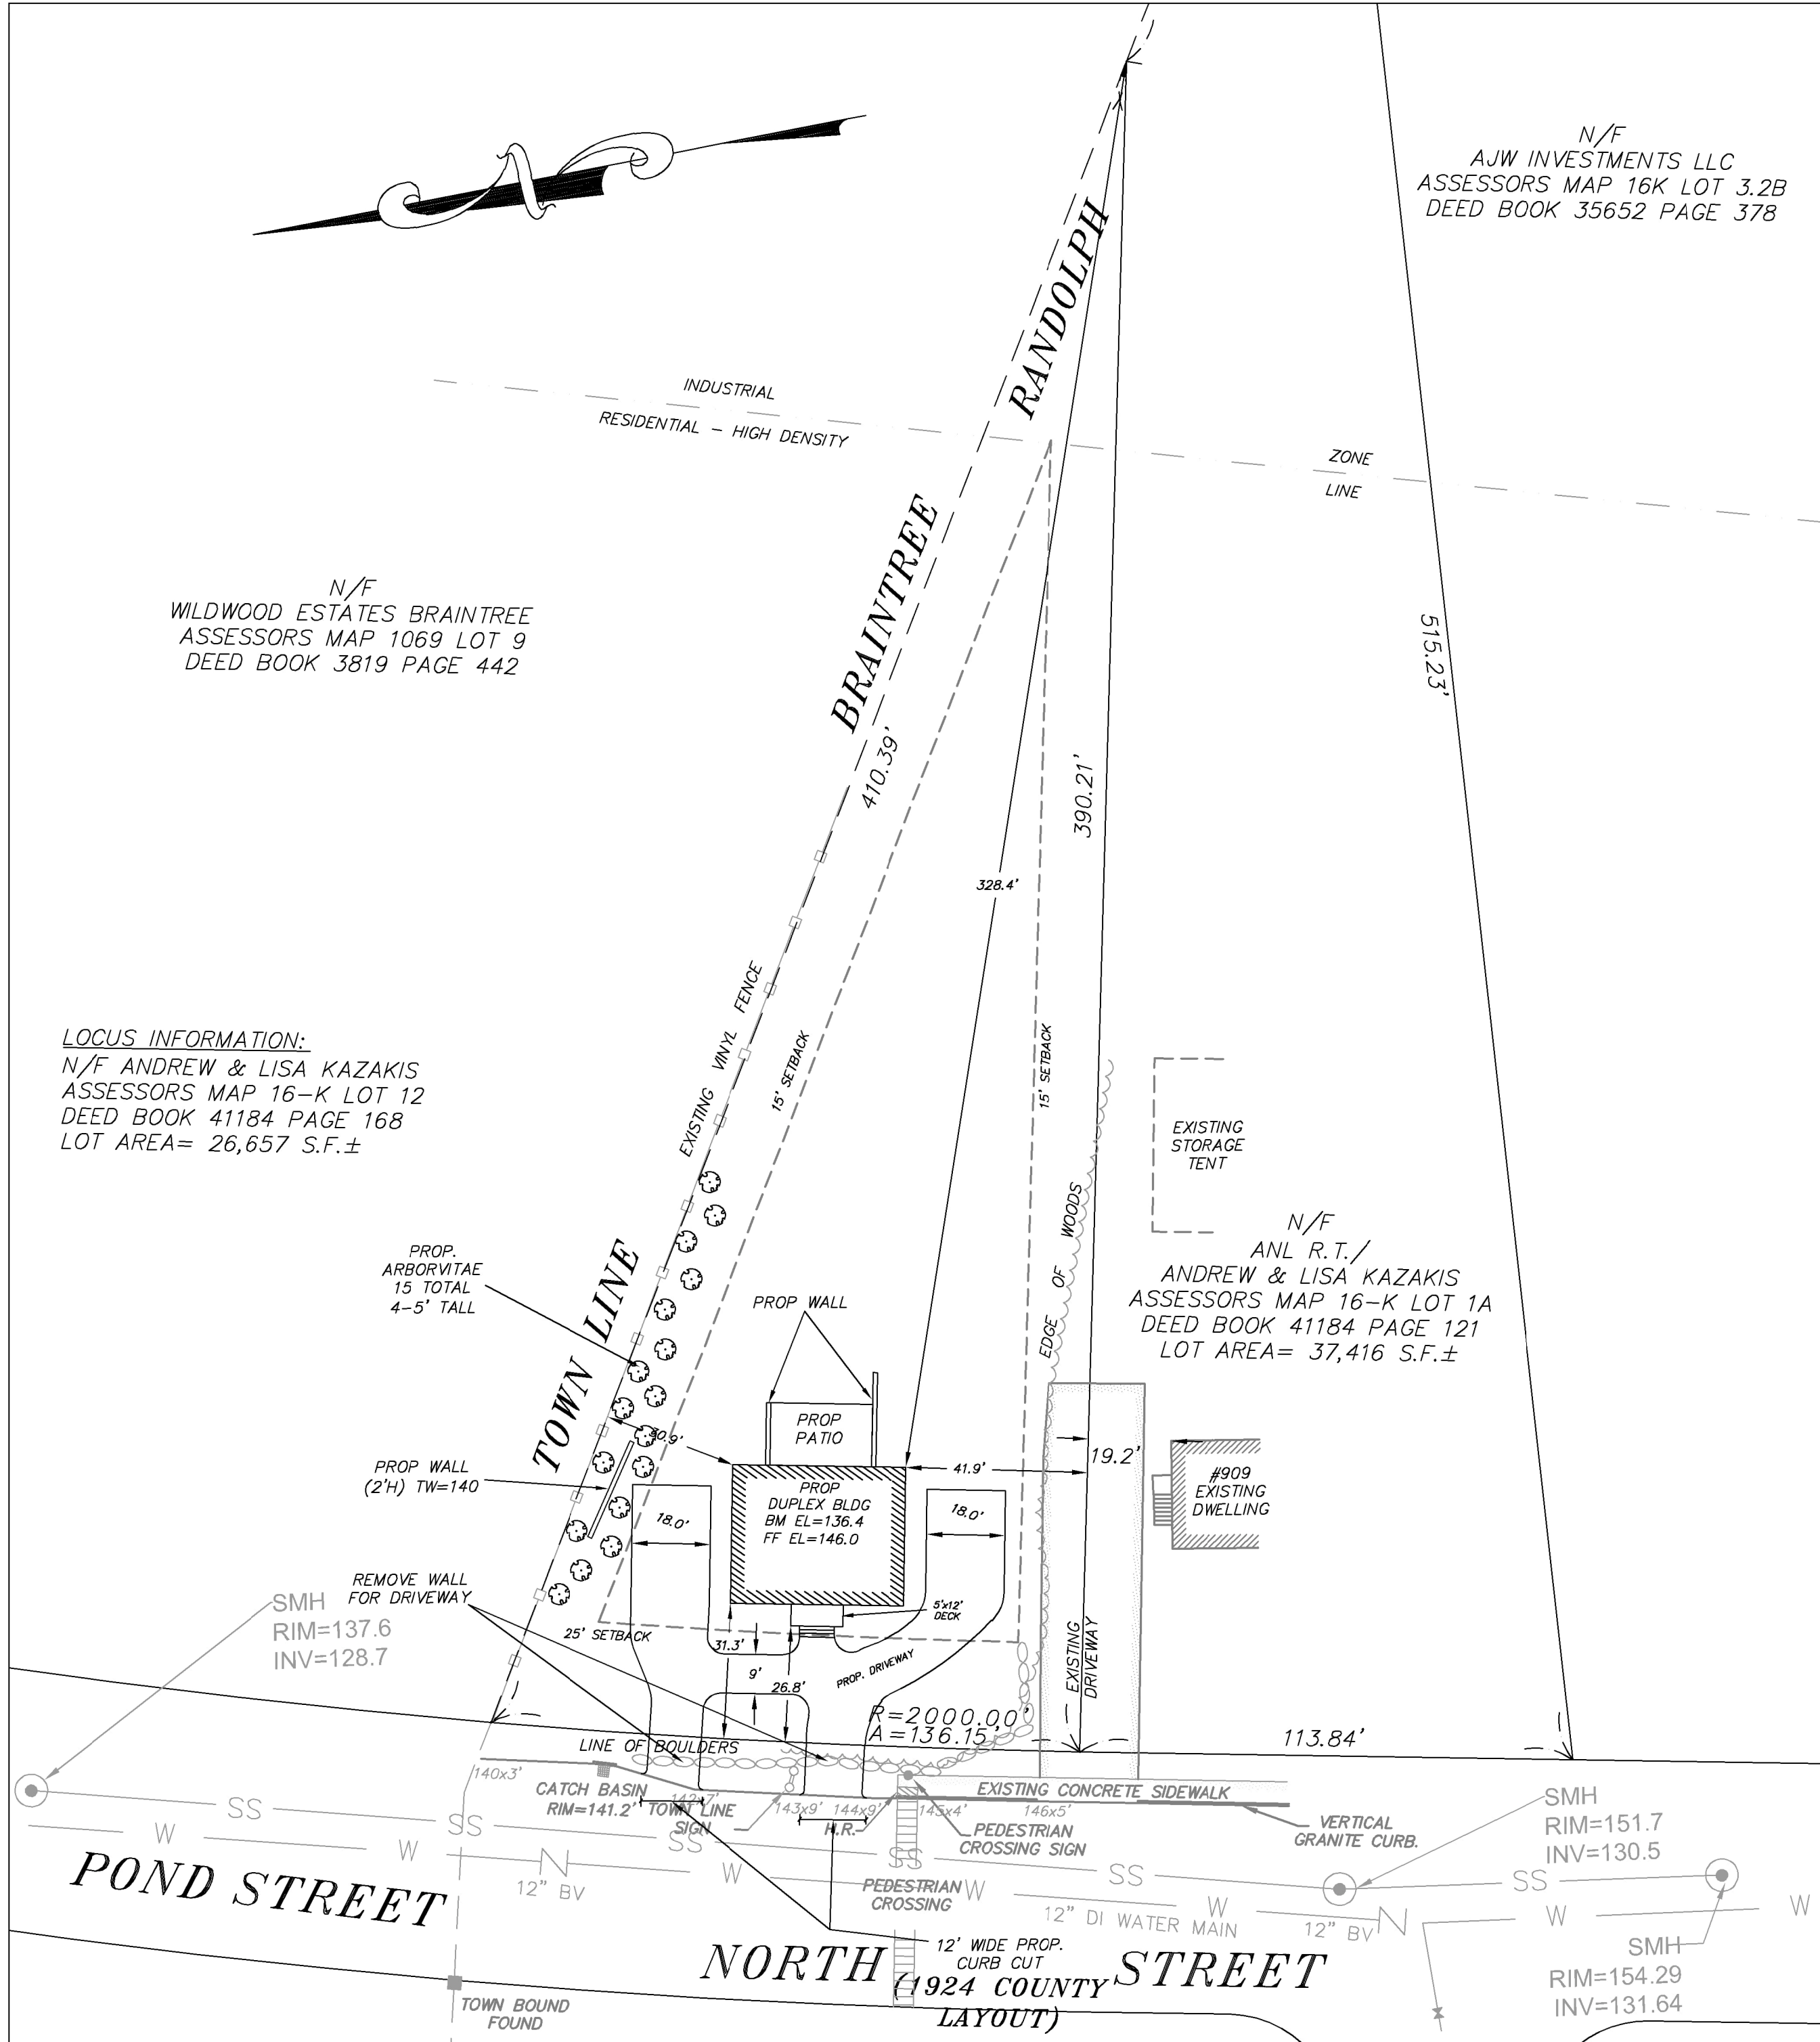 N
N/F
AJW INVESTMENTS LLC
ASSESSORS MAP 16K LOT 3.2B
DEED BOOK 35652 PAGE 378
RANDOLPH
INDUSTRIAL
RESIDENTIAL - HIGH DENSITY
ZONE
LINE
BRAINTREE
N/F
WILDWOOD ESTATES BRAINTREE
ASSESSORS MAP 1069 LOT 9
DEED BOOK 3819 PAGE 442
515.23'
410.39'
390.21'
328.4'
EXISTING VINYL FENCE
15' SETBACK
15' SETBACK
LOCUS INFORMATION:
N/F ANDREW & LISA KAZAKIS
ASSESSORS MAP 16-K LOT 12
DEED BOOK 41184 PAGE 168
LOT AREA= 26,657 S.F.±
EXISTING
STORAGE
TENT
EDGE OF WOODS
N/F
ANL R.T./
ANDREW & LISA KAZAKIS
ASSESSORS MAP 16-K LOT 1A
DEED BOOK 41184 PAGE 121
LOT AREA= 37,416 S.F.±
PROP.
ARBORVITAE
15 TOTAL
4-5' TALL
TOWN LINE
PROP WALL
PROP
PATIO
30.9'
41.9'
19.2'
PROP WALL
(2'H) TW=140
PROP
DUPLEX BLDG
BM EL=136.4
FF EL=146.0
18.0'
18.0'
#909
EXISTING
DWELLING
REMOVE WALL
FOR DRIVEWAY
SMH
RIM=137.6
INV=128.7
5'x12'
DECK
25' SETBACK
31.3'
9'
26.8'
PROP. DRIVEWAY
EXISTING
DRIVEWAY
R=2000.00'
A=136.15'
113.84'
LINE OF BOULDERS
140x3'
CATCH BASIN
RIM=141.2'
142x7'
TOWN LINE
SIGN
143x9'
144x9'
145x4'
146x5'
H.R.
EXISTING CONCRETE SIDEWALK
PEDESTRIAN
CROSSING SIGN
VERTICAL
GRANITE CURB.
SMH
RIM=151.7
INV=130.5
SS
SS
SS
SS
SS
SS
W
W
W
W
W
W
W
12" BV
PEDESTRIAN
CROSSING
12" DI WATER MAIN
12" BV
POND STREET
12' WIDE PROP.
CURB CUT
NORTH STREET
(1924 COUNTY
LAYOUT)
SMH
RIM=154.29
INV=131.64
TOWN BOUND
FOUND